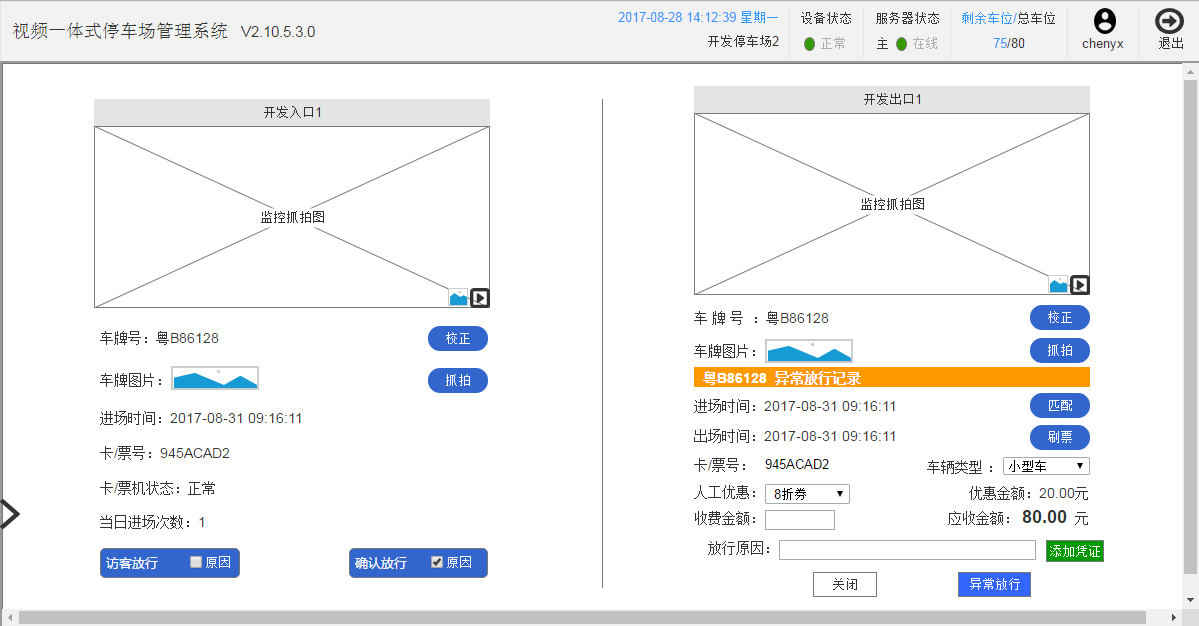 视频一体式停车场管理系统 V2.10.5.3.0
2017-08-28 14:12:39 星期一
开发停车场2
设备状态
正常
服务器状态
主 在线
剩余车位/总车位
75/80
chenyx
退出
开发入口1
监控抓拍图
车牌号：粤B86128
校正
车牌图片：
抓拍
进场时间：2017-08-31 09:16:11
卡/票号：945ACAD2
卡/票机状态：正常
当日进场次数：1
访客放行 原因
确认放行 原因
开发出口1
监控抓拍图
车 牌 号 ：粤B86128
校正
车牌图片：
抓拍
粤B86128 异常放行记录
进场时间：2017-08-31 09:16:11
匹配
出场时间：2017-08-31 09:16:11
刷票
卡/票号： 945ACAD2
车辆类型 ： 小型车
人工优惠： 8折券
优惠金额：20.00元
收费金额：
应收金额： 80.00 元
放行原因：
添加凭证
关闭
异常放行